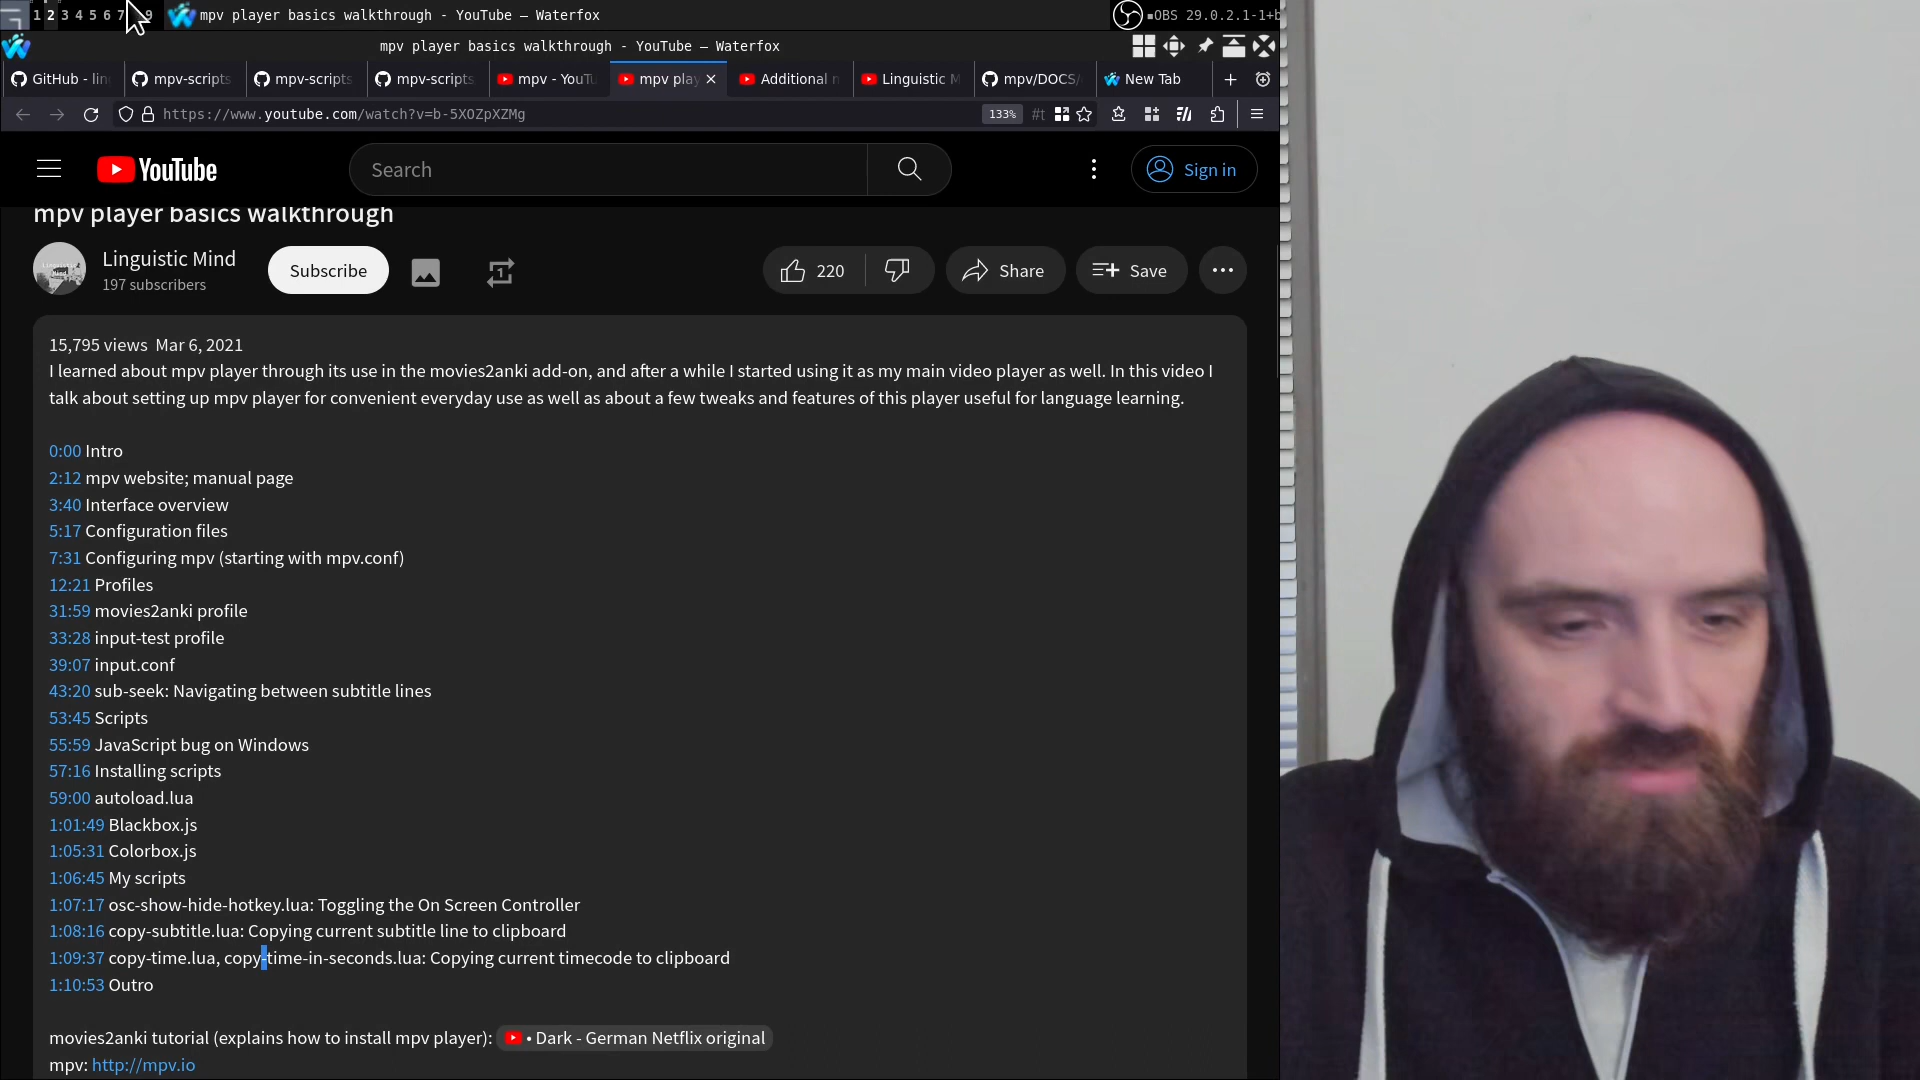 1 2 3 4 5 6 7 9 mpv player basics walkthrough - YouTube — Waterfox
OBS 29.0.2.1-1+b
mpv player basics walkthrough - YouTube — Waterfox
GitHub - lin
mpv-scripts
mpv-scripts
mpv-scripts
mpv - YouT
mpv play
Additional
Linguistic M
mpv/DOCS/
New Tab
https://www.youtube.com/watch?v=b-5XOZpXZMg
133%
#t
YouTube
Search
Sign in
mpv player basics walkthrough
Linguistic Mind
197 subscribers
Subscribe
220
Share
Save
15,795 views Mar 6, 2021
I learned about mpv player through its use in the movies2anki add-on, and after a while I started using it as my main video player as well. In this video I
talk about setting up mpv player for convenient everyday use as well as about a few tweaks and features of this player useful for language learning.
0:00 Intro
2:12 mpv website; manual page
3:40 Interface overview
5:17 Configuration files
7:31 Configuring mpv (starting with mpv.conf)
12:21 Profiles
31:59 movies2anki profile
33:28 input-test profile
39:07 input.conf
43:20 sub-seek: Navigating between subtitle lines
53:45 Scripts
55:59 JavaScript bug on Windows
57:16 Installing scripts
59:00 autoload.lua
1:01:49 Blackbox.js
1:05:31 Colorbox.js
1:06:45 My scripts
1:07:17 osc-show-hide-hotkey.lua: Toggling the On Screen Controller
1:08:16 copy-subtitle.lua: Copying current subtitle line to clipboard
1:09:37 copy-time.lua, copy-time-in-seconds.lua: Copying current timecode to clipboard
1:10:53 Outro
movies2anki tutorial (explains how to install mpv player): • Dark - German Netflix original
mpv: http://mpv.io